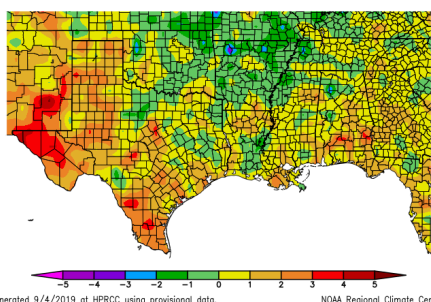 -5 -4 -3 -2 -1 0 1 2 3 4 5
nerated 9/4/2019 at HPRCC using provisional data.
NOAA Regional Climate Cen